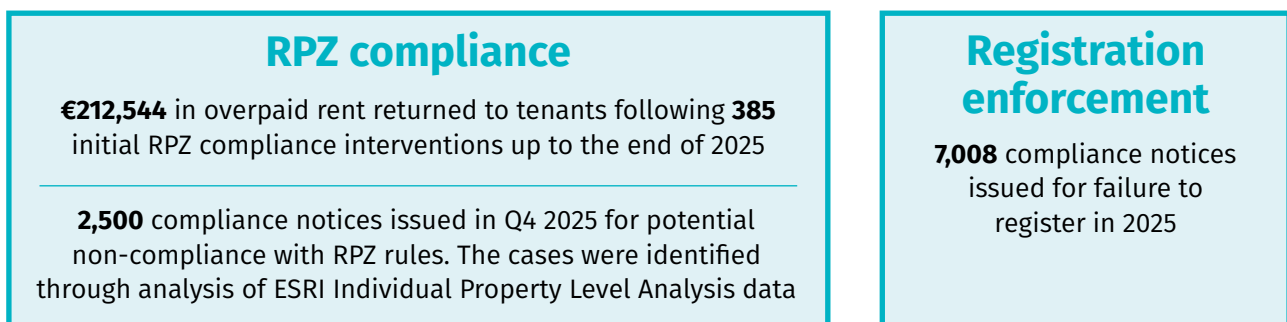 RPZ compliance
€212,544 in overpaid rent returned to tenants following 385
initial RPZ compliance interventions up to the end of 2025
2,500 compliance notices issued in Q4 2025 for potential
non-compliance with RPZ rules. The cases were identified
through analysis of ESRI Individual Property Level Analysis data
Registration
enforcement
7,008 compliance notices
issued for failure to
register in 2025